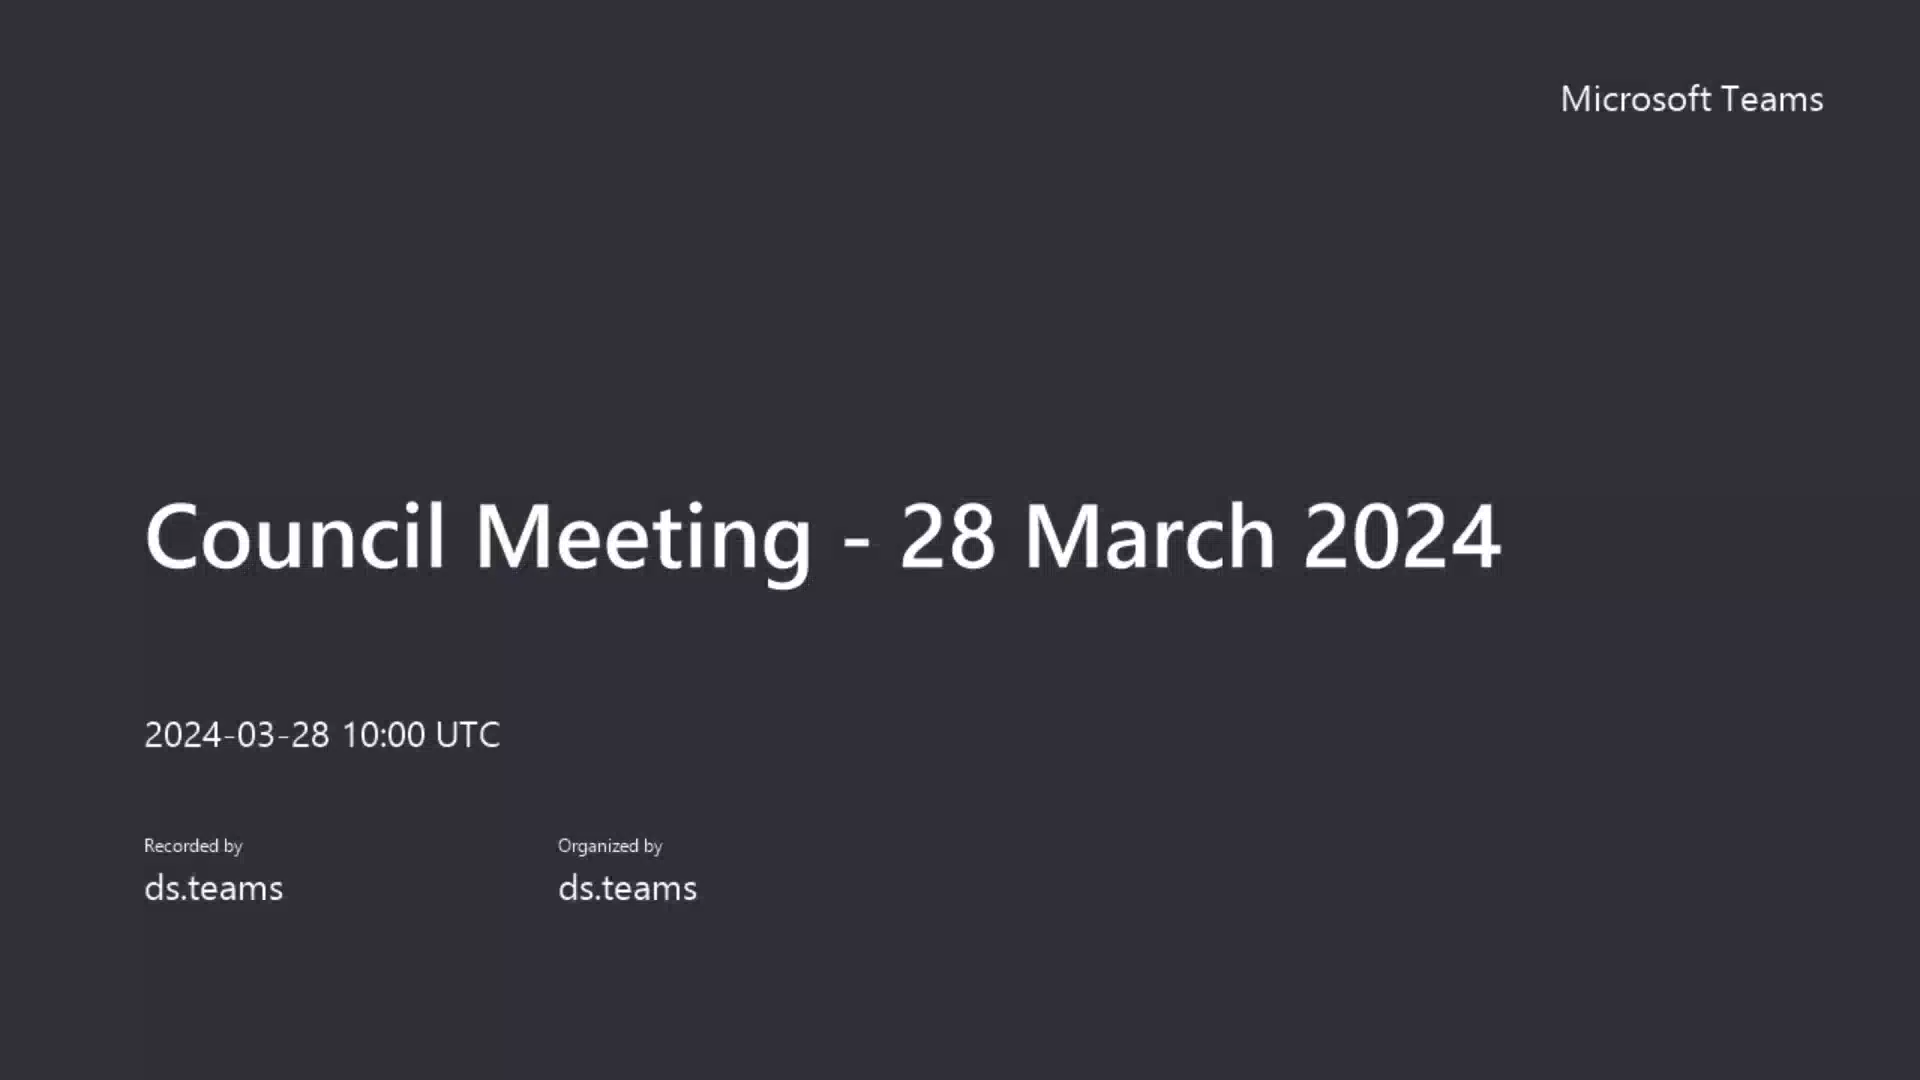 Microsoft Teams
Council Meeting - 28 March 2024
2024-03-28 10:00 UTC
Recorded by
ds.teams
Organized by
ds.teams